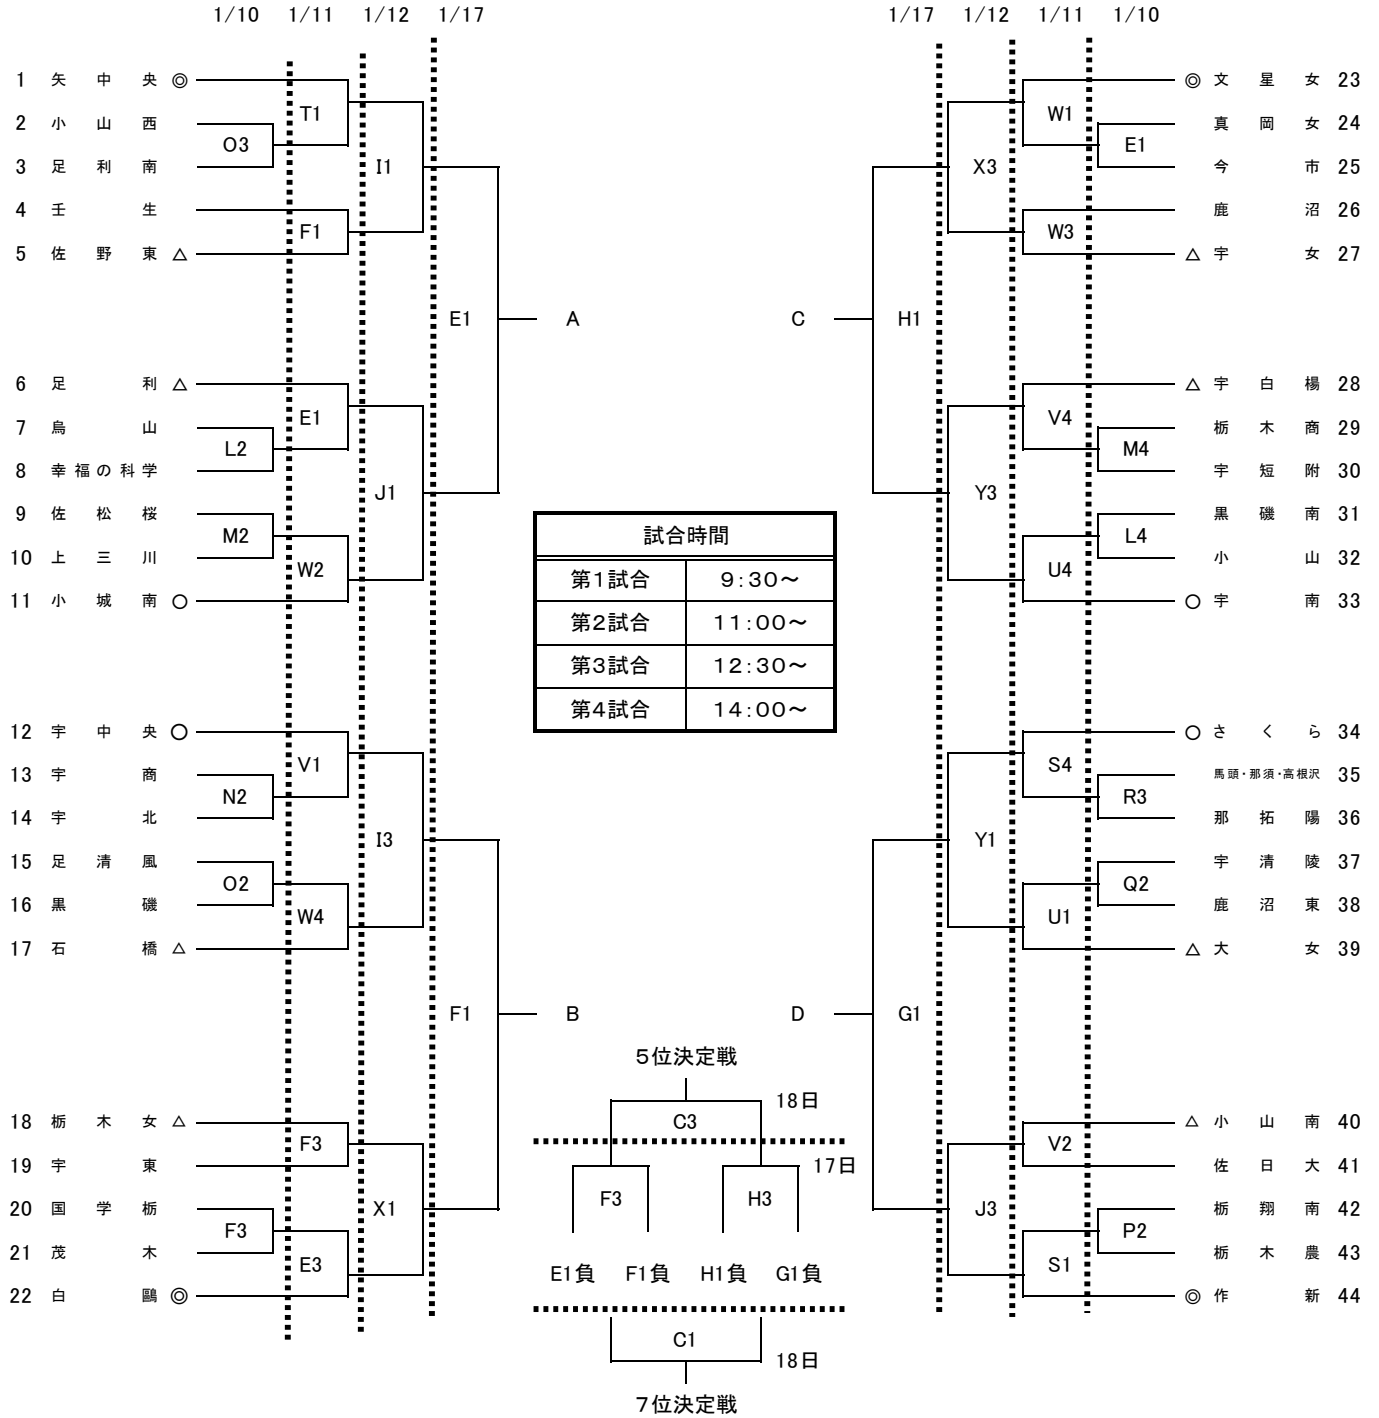 1/10 1/11 1/12 1/17 1/17 1/12 1/11 1/10
1 矢中央 ◎ ◎ 文星女 23
T1 W1
2 小山西 真岡女 24
O3 E1
3 足利南 I1 X3 今市 25
4 壬生 鹿沼 26
F1 W3
5 佐野東 △ △ 宇女 27
E1 A C H1
6 足利 △ △ 宇白楊 28
E1 V4
7 烏山 栃木商 29
L2 M4
8 幸福の科学 宇短附 30
J1 Y3
9 佐松桜 黒磯南 31
M2 試合時間 L4
10 上三川 小山 32
W2 第1試合 9:30～ U4
11 小城南 ○ ○ 宇南 33
第2試合 11:00～
第3試合 12:30～
第4試合 14:00～
12 宇中央 ○ ○ さくら 34
V1 S4
13 宇商 馬頭・那須・高根沢 35
N2 R3
14 宇北 那拓陽 36
I3 Y1
15 足清風 宇清陵 37
O2 Q2
16 黒磯 鹿沼東 38
W4 U1
17 石橋 △ △ 大女 39
F1 B D G1
5位決定戦
18日
18 栃木女 △ C3 △ 小山南 40
F3 V2
19 宇東 17日 佐日大 41
F3 H3
20 国学栃 X1 J3 栃翔南 42
F3 P2
21 茂木 栃木農 43
E3 E1負 F1負 H1負 G1負 S1
22 白鷗 ◎ ◎ 作新 44
C1
18日
7位決定戦